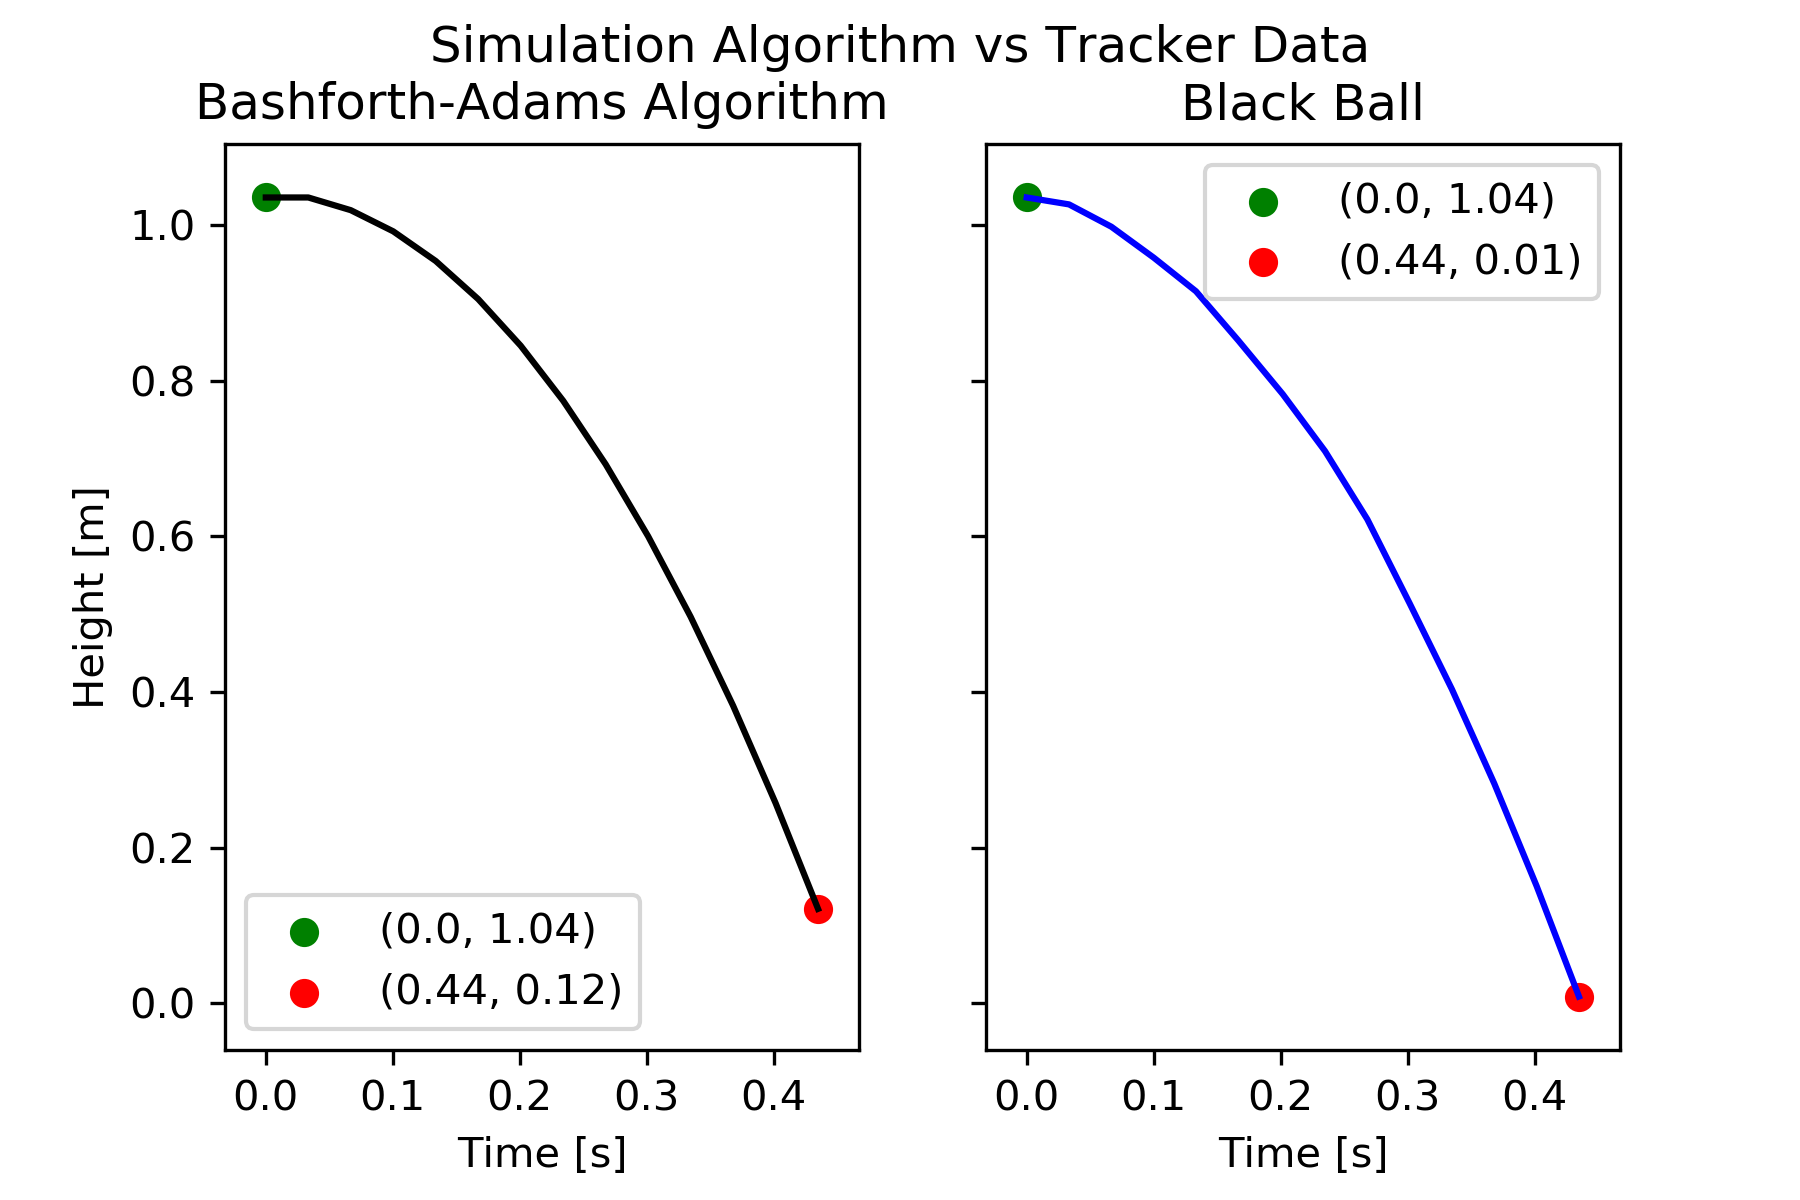 Simulation Algorithm vs Tracker Data
Bashforth-Adams Algorithm
Black Ball
Height [m]
1.0
0.8
0.6
0.4
0.2
0.0
(0.0, 1.04)
(0.44, 0.12)
0.0 0.1 0.2 0.3 0.4
Time [s]
(0.0, 1.04)
(0.44, 0.01)
0.0 0.1 0.2 0.3 0.4
Time [s]